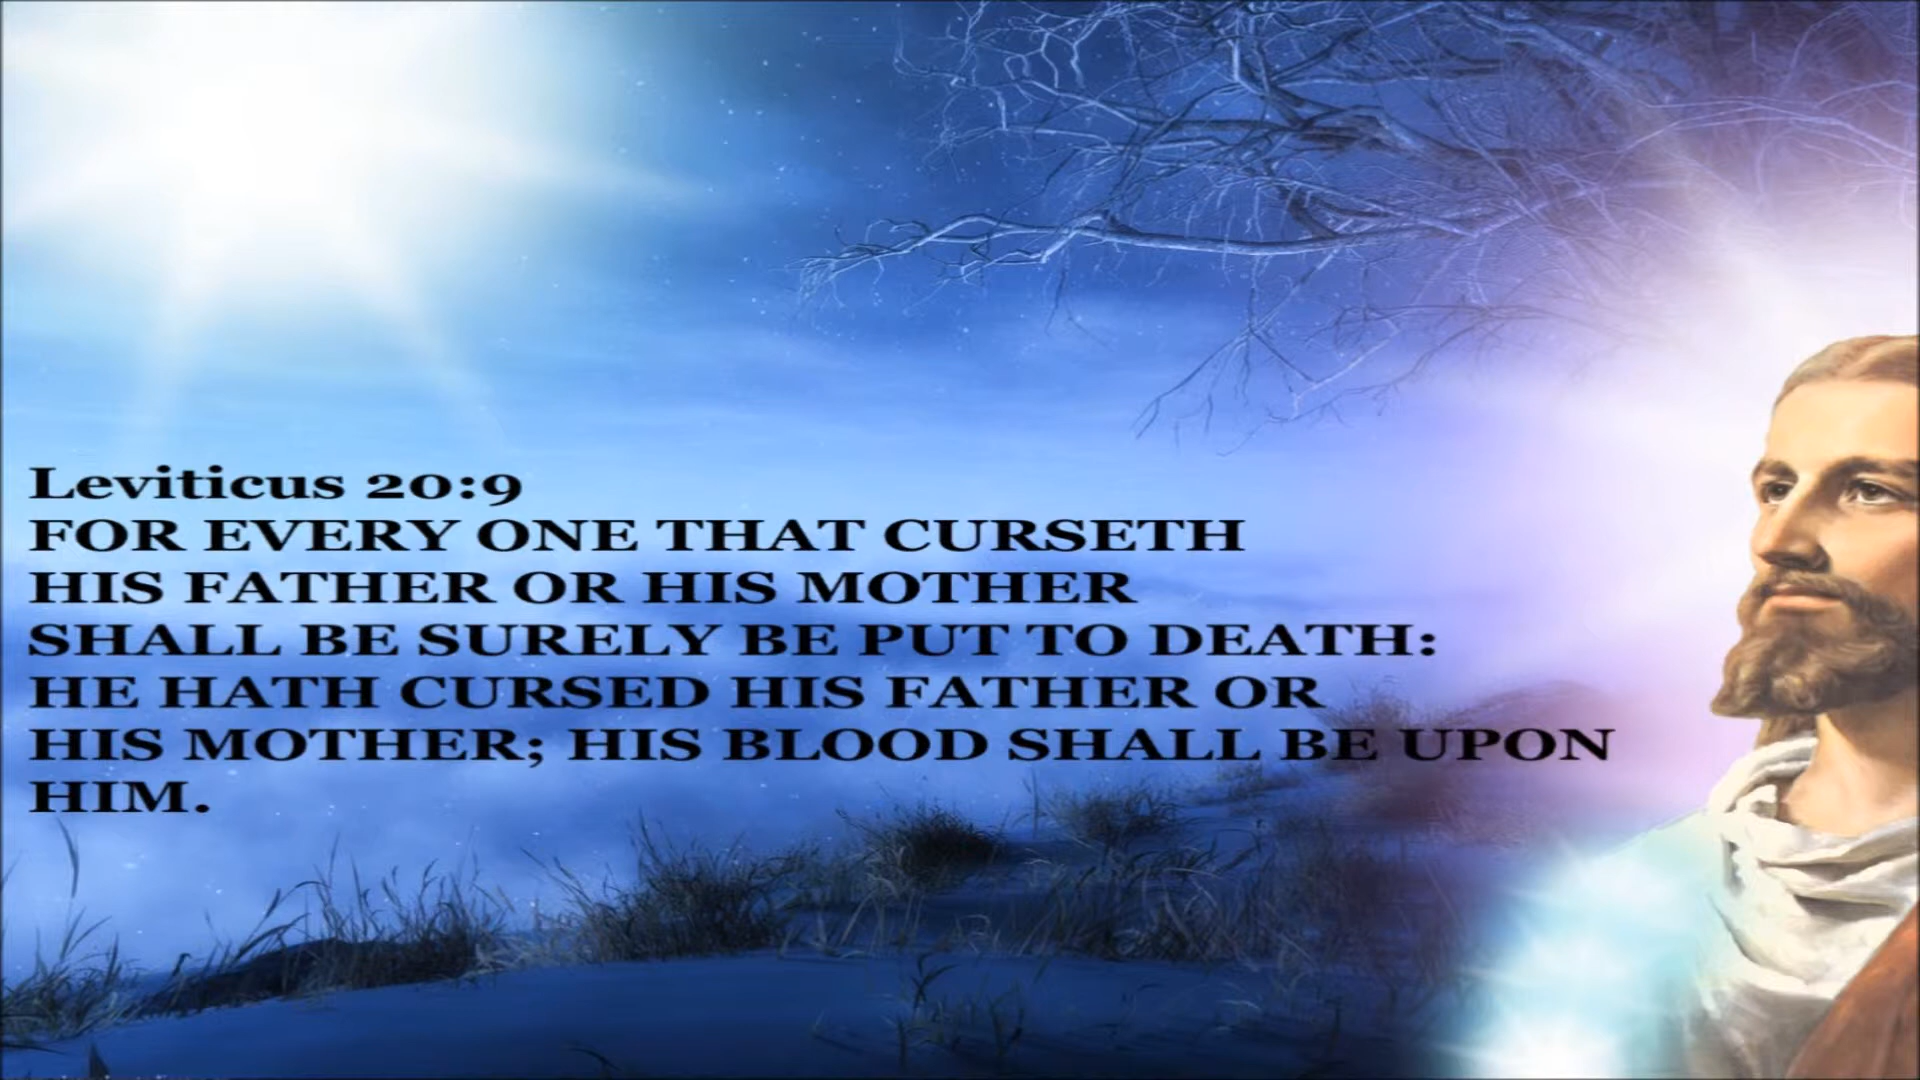 Leviticus 20:9
FOR EVERY ONE THAT CURSETH
HIS FATHER OR HIS MOTHER
SHALL BE SURELY BE PUT TO DEATH:
HE HATH CURSED HIS FATHER OR
HIS MOTHER; HIS BLOOD SHALL BE UPON
HIM.